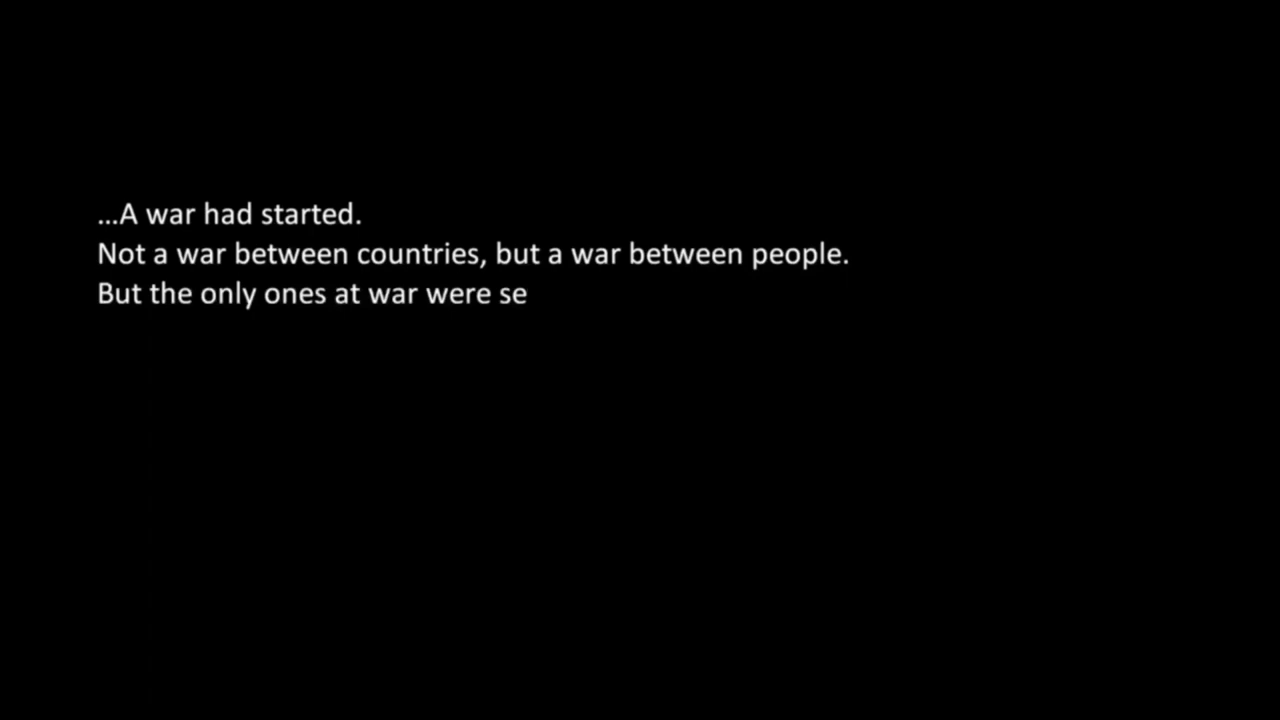 ...A war had started.
Not a war between countries, but a war between people.
But the only ones at war were se